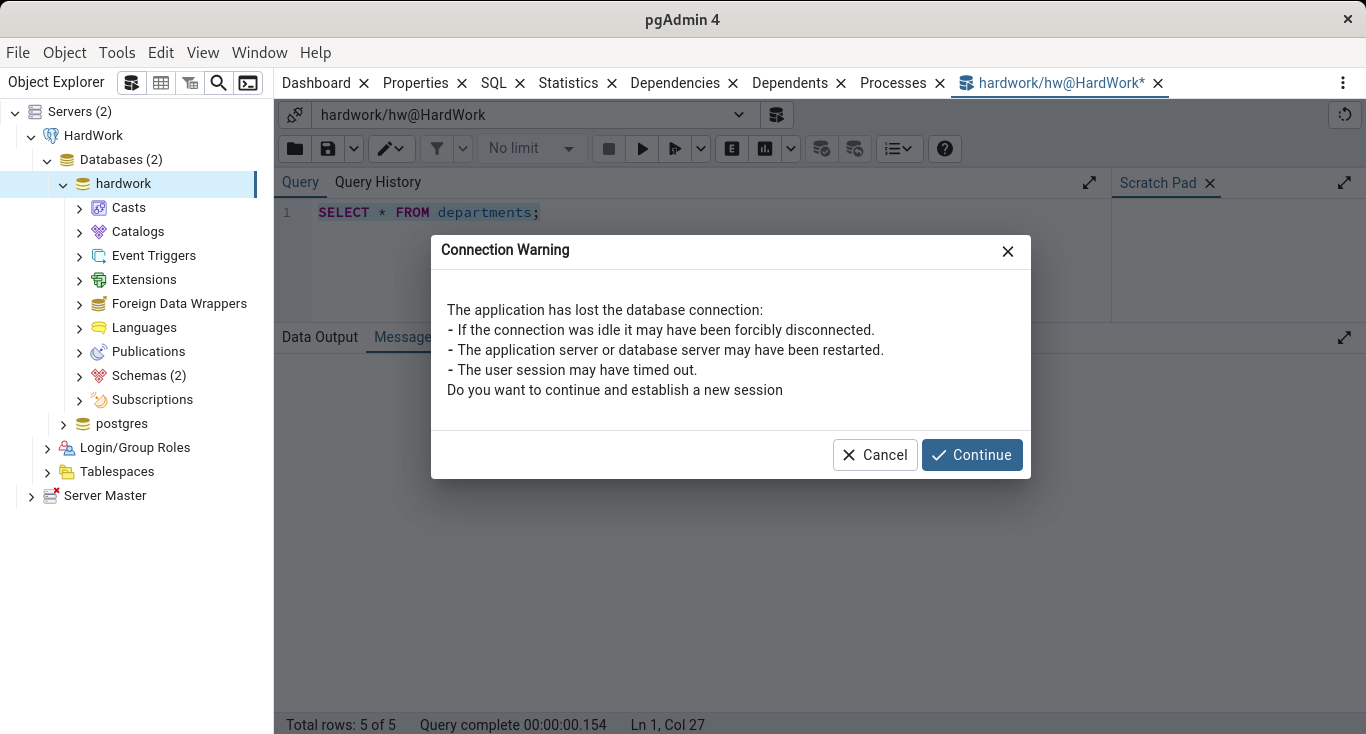 pgAdmin 4
File Object Tools Edit View Window Help
Object Explorer
Dashboard Properties SQL Statistics Dependencies Dependents Processes hardwork/hw@HardWork*
Servers (2)
HardWork
Databases (2)
hardwork
Casts
Catalogs
Event Triggers
Extensions
Foreign Data Wrappers
Languages
Publications
Schemas (2)
Subscriptions
postgres
Login/Group Roles
Tablespaces
Server Master
hardwork/hw@HardWork
No limit
E
Query Query History
Scratch Pad
1 SELECT * FROM departments;
Connection Warning
The application has lost the database connection:
- If the connection was idle it may have been forcibly disconnected.
- The application server or database server may have been restarted.
- The user session may have timed out.
Do you want to continue and establish a new session
Cancel Continue
Data Output Message
Total rows: 5 of 5 Query complete 00:00:00.154 Ln 1, Col 27